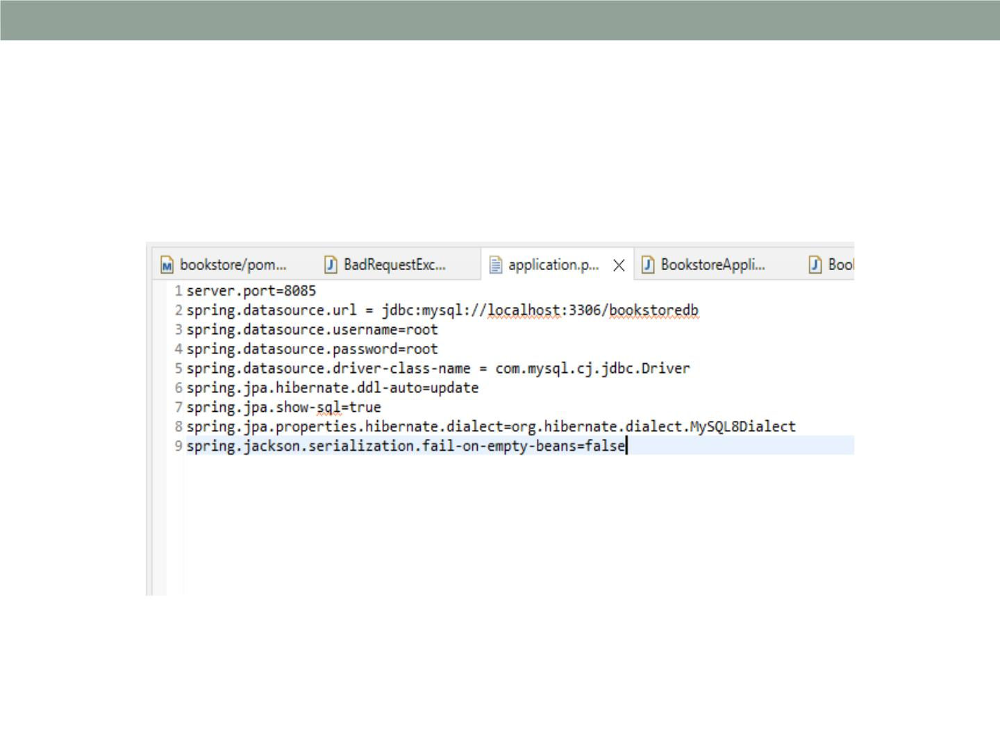 bookstore/pom... BadRequestExc... application.p... BookstoreAppli... Bool
1 server.port=8085
2 spring.datasource.url = jdbc:mysql://localhost:3306/bookstoredb
3 spring.datasource.username=root
4 spring.datasource.password=root
5 spring.datasource.driver-class-name = com.mysql.cj.jdbc.Driver
6 spring.jpa.hibernate.ddl-auto=update
7 spring.jpa.show-sql=true
8 spring.jpa.properties.hibernate.dialect=org.hibernate.dialect.MySQL8Dialect
9 spring.jackson.serialization.fail-on-empty-beans=false